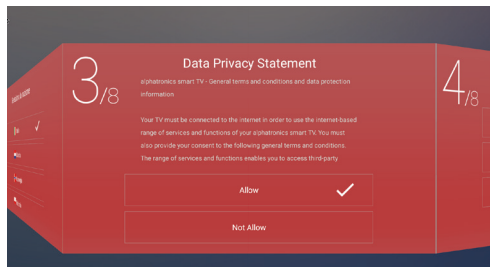 3/8
Data Privacy Statement
alphatronics smart TV - General terms and conditions and data protection
information
Your TV must be connected to the Internet in order to use the internet-based
range of services and functions of your alphatronics smart TV. You must
also provide your consent to the following general terms and conditions.
The range of services and functions enables you to access third-party
Allow
Not Allow
4/8